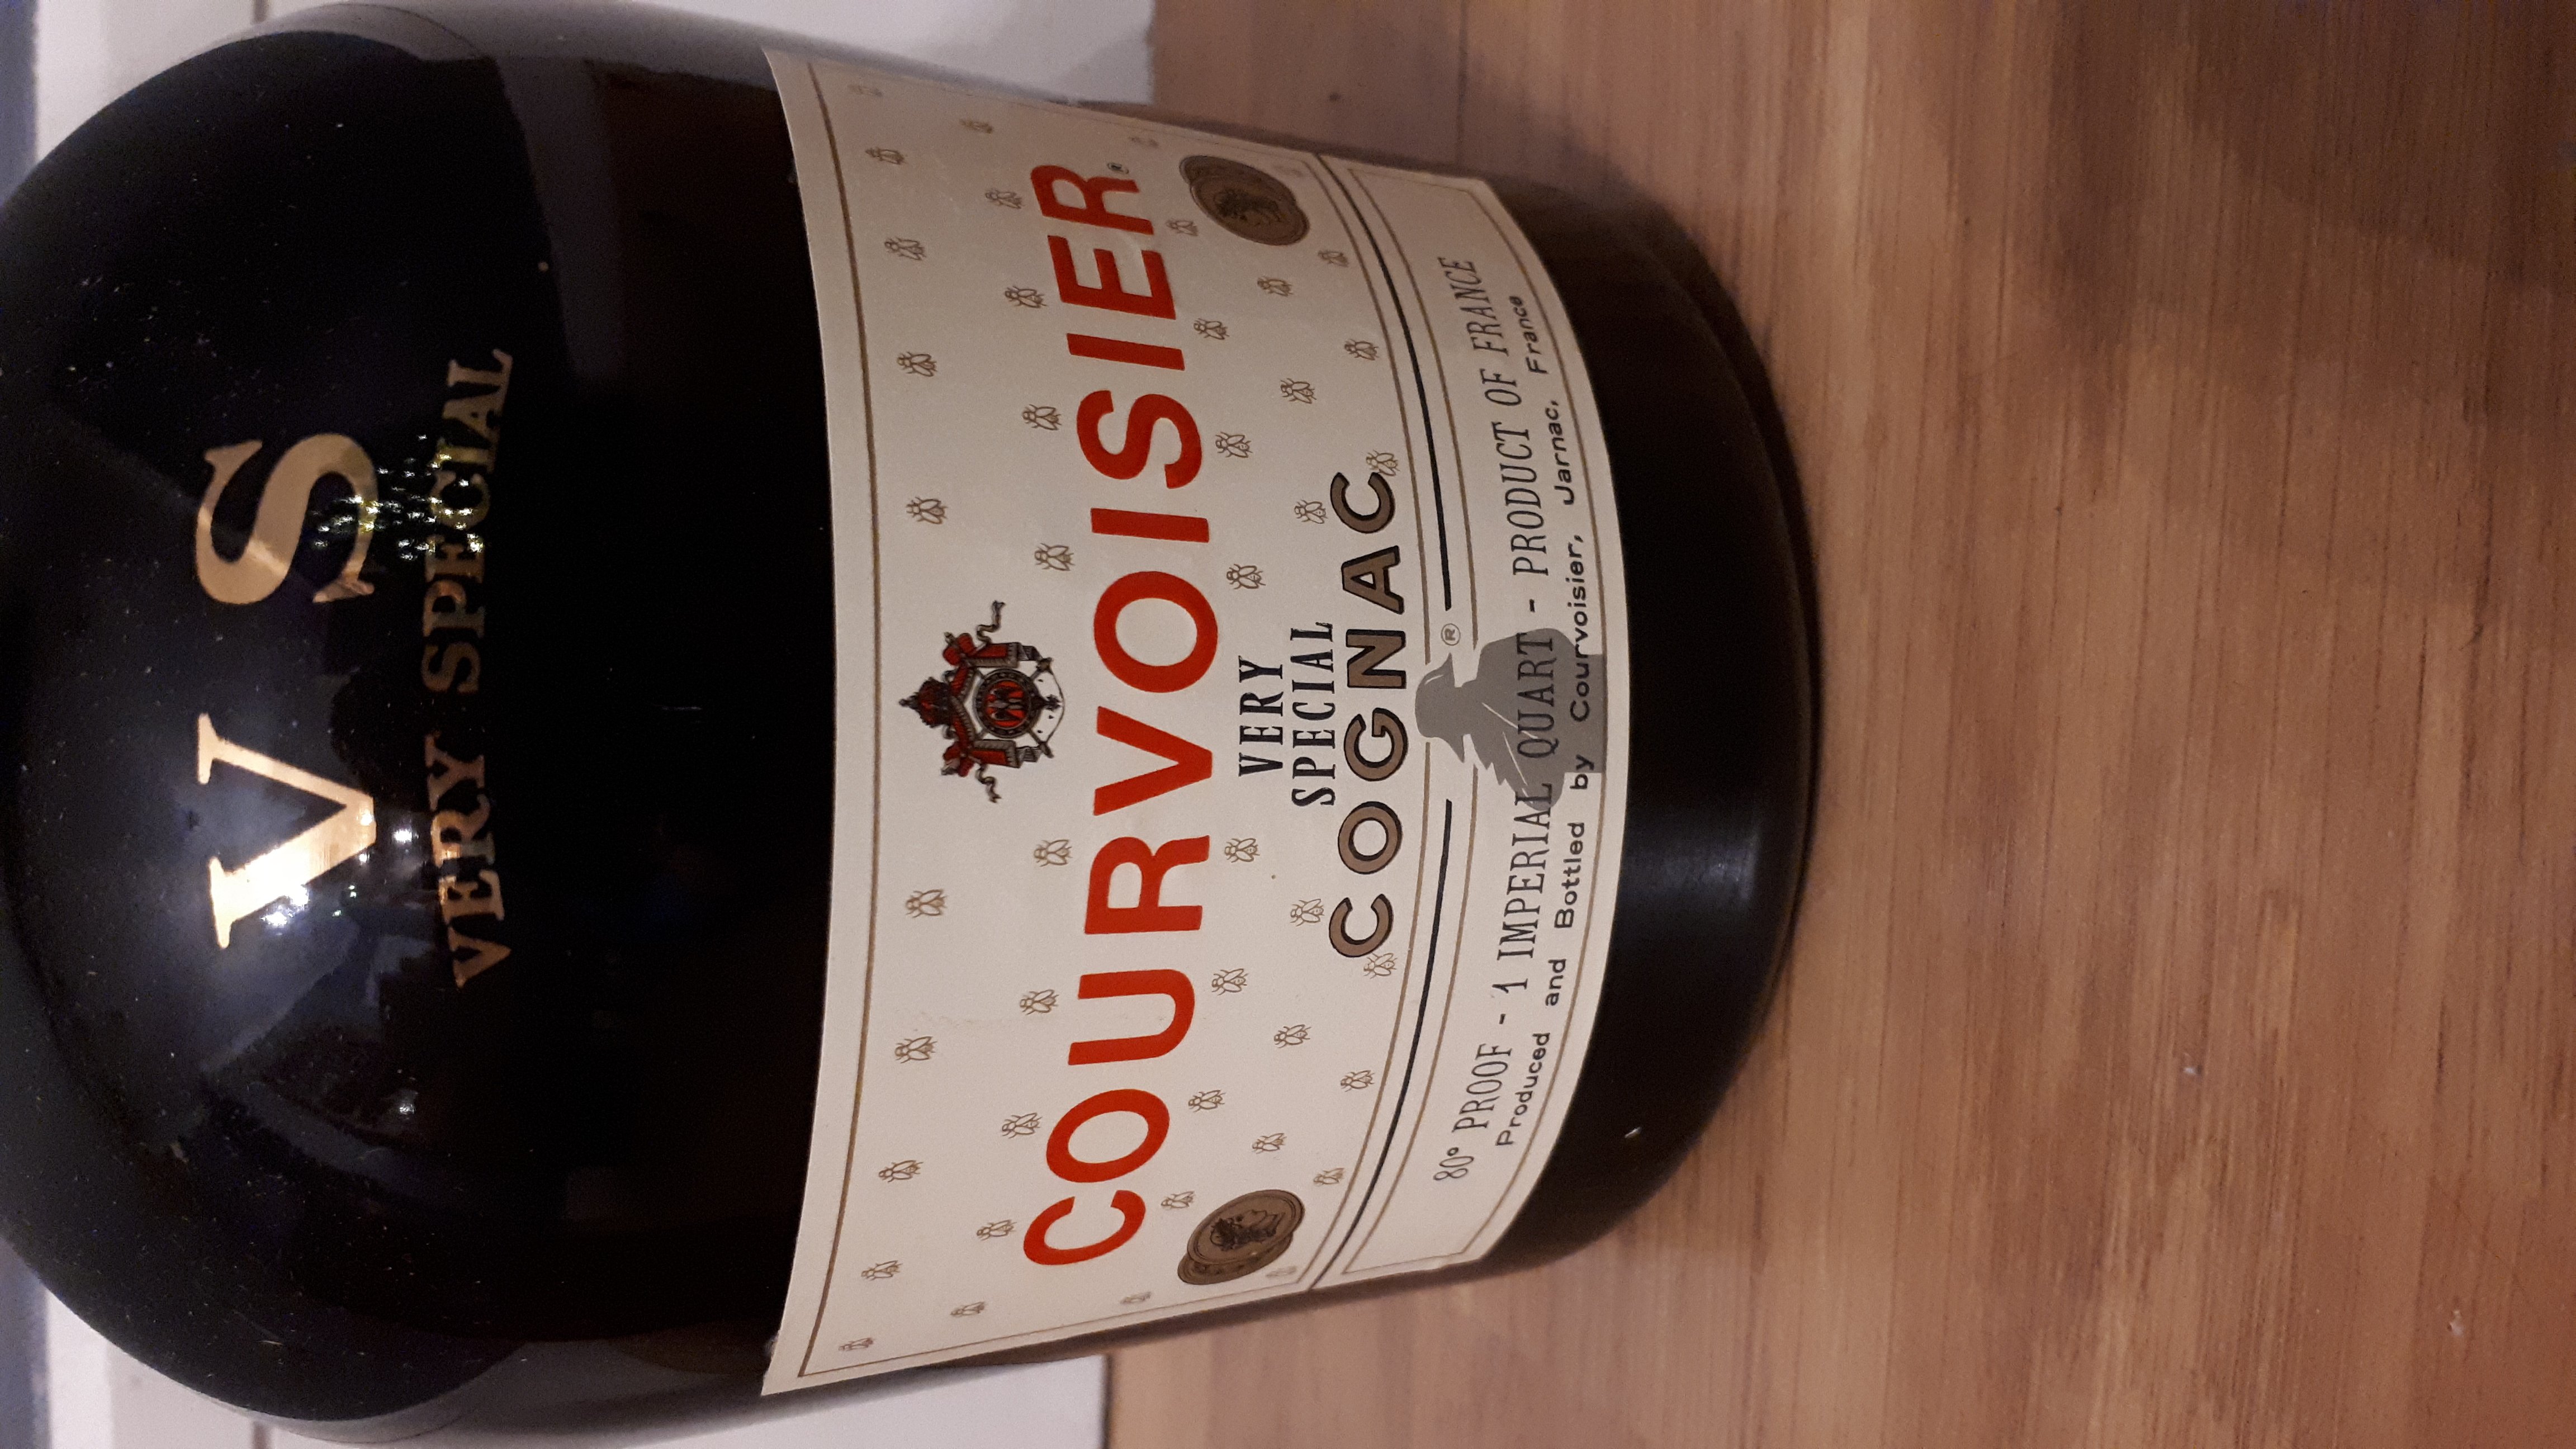 V S
VERY SPECIAL
COURVOISIER®
VERY
SPECIAL
COGNAC
®
80° PROOF - 1 IMPERIAL QUART - PRODUCT OF FRANCE
Produced and Bottled by Courvoisier, Jarnac, France